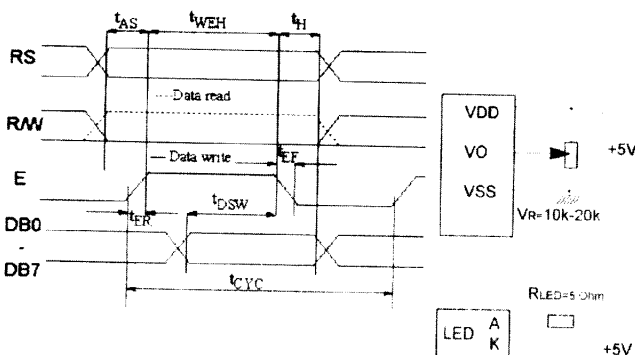 tAS tWEH tH
RS
Data read
R/W
Data write
tEF
E
tER
tDSW
DB0
-
DB7
tCYC
VDD
VO
VSS
+5V
VR=10k-20k
RLED=5 Ohm
LED A
K
+5V